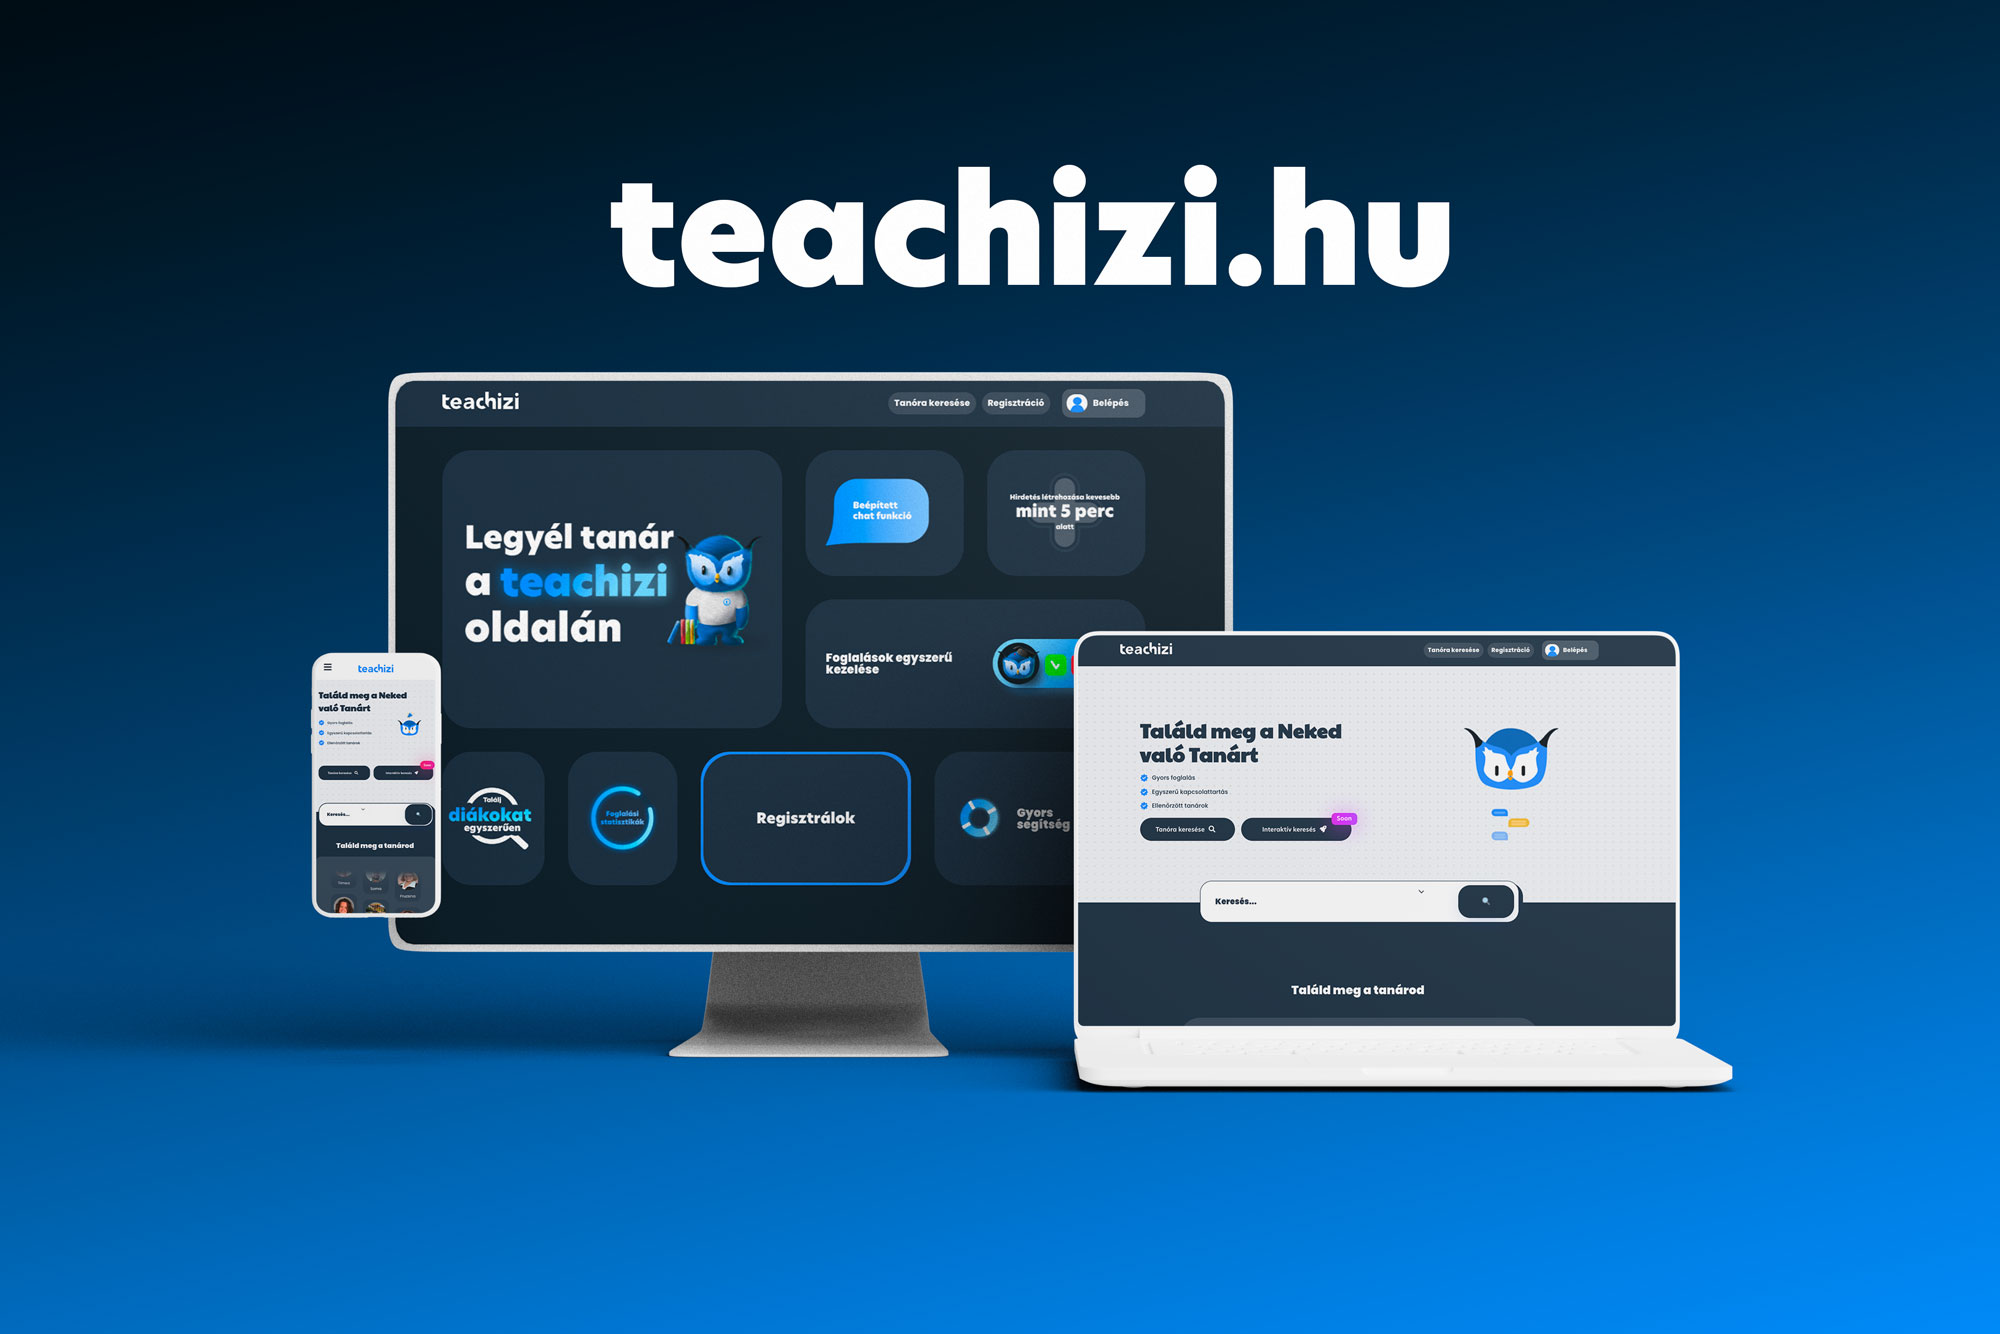 teachizi.hu
teachizi
Tanóra keresése
Regisztráció
Belépés
Legyél tanár
a teachizi
oldalán
Beépített
chat funkció
Hirdetés létrehozása kevesebb
mint 5 perc
alatt
Foglalások egyszerű
kezelése
Találj
diákokat
egyszerűen
Foglalási
statisztikák
Regisztrálok
Gyors
segítség
teachizi
Találd meg a Neked
való Tanárt
Gyors foglalás
Egyszerű kapcsolattartás
Ellenőrzött tanárok
Tanóra keresése
Interaktív keresés
Soon
Keresés...
Találd meg a tanárod
Soma
teachizi
Tanóra keresése
Regisztráció
Belépés
Találd meg a Neked
való Tanárt
Gyors foglalás
Egyszerű kapcsolattartás
Ellenőrzött tanárok
Tanóra keresése
Interaktív keresés
Soon
Keresés...
Találd meg a tanárod